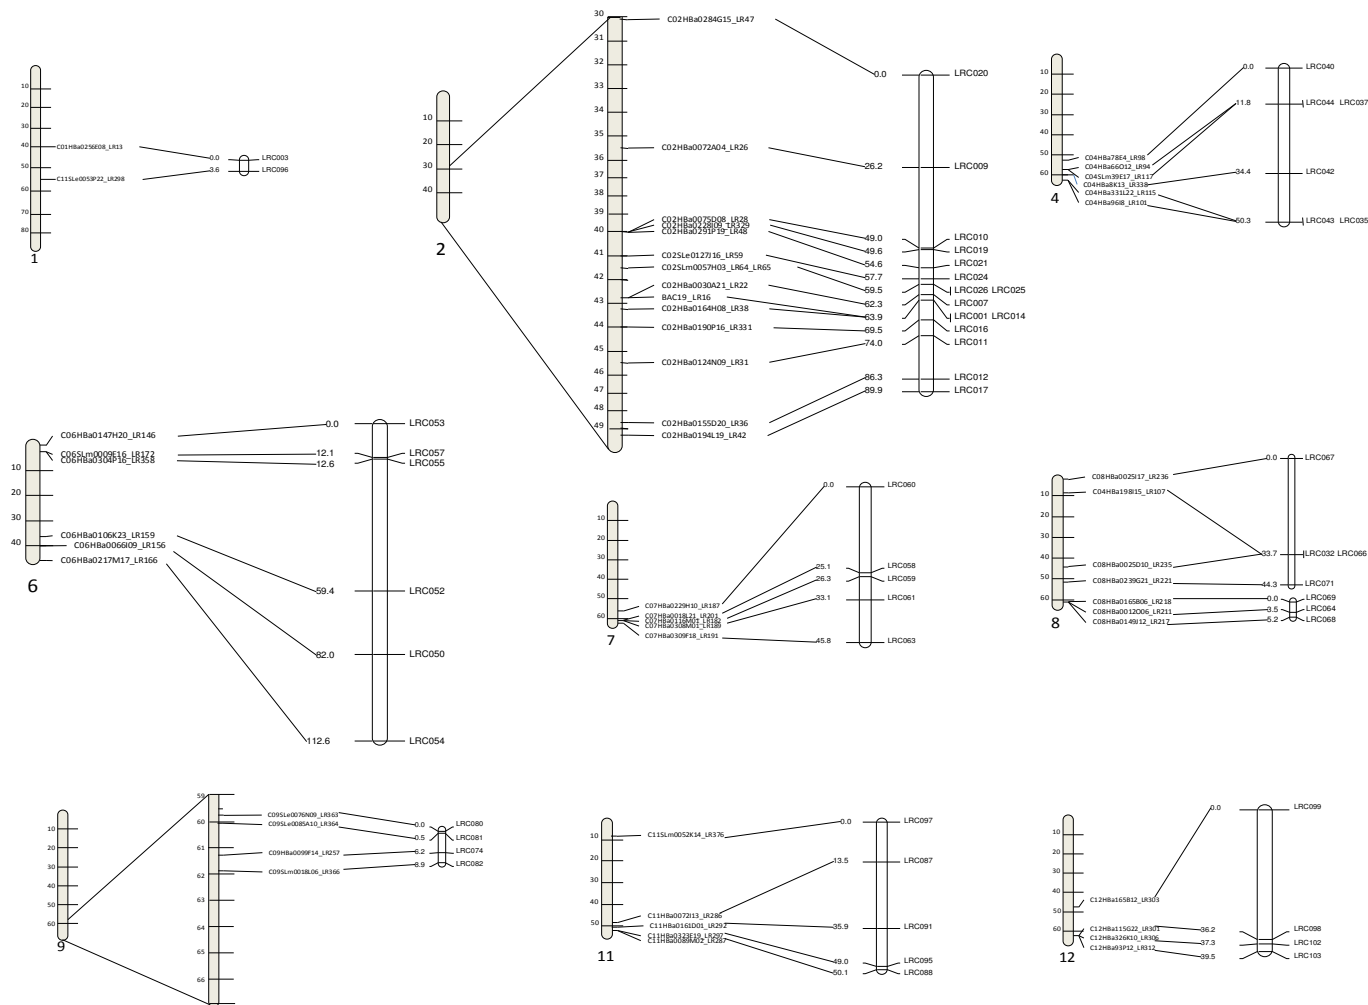 10
20
30
40
50
60
70
80
C01HBa0256E08_LR13
C11SLe0053P22_LR298
0.0 LRC003
3.6 LRC096
1
10
20
30
40
2
30
31
32
33
34
35
36
37
38
39
40
41
42
43
44
45
46
47
48
49
C02HBa0284G15_LR47
C02HBa0072A04_LR26
C02HBa0075D08_LR28
C02HBa0228I09_LR329
C02HBa0291P19_LR48
C02SLe0127J16_LR59
C02SLm0057H03_LR64_LR65
C02HBa0030A21_LR22
BAC19_LR16
C02HBa0164H08_LR38
C02HBa0190P16_LR331
C02HBa0124N09_LR31
C02HBa0155D20_LR36
C02HBa0194L19_LR42
0.0 LRC020
26.2 LRC009
49.0 LRC010
49.6 LRC019
54.6 LRC021
57.7 LRC024
59.5 LRC026 LRC025
62.3 LRC007
63.9 LRC001 LRC014
69.5 LRC016
74.0 LRC011
86.3 LRC012
89.9 LRC017
10
20
30
40
50
60
4
C04HBa78E4_LR98
C04HBa66O12_LR94
C04SLm39E17_LR117
C04HBa8K13_LR338
C04HBa331L22_LR115
C04HBa96I8_LR101
0.0 LRC040
11.8 LRC044 LRC037
34.4 LRC042
50.3 LRC043 LRC035
10
20
30
40
6
C06HBa0147H20_LR146
C06SLm0009E16_LR172
C06HBa0304P16_LR358
C06HBa0106K23_LR159
C06HBa0066I09_LR156
C06HBa0217M17_LR166
0.0 LRC053
12.1 LRC057
12.6 LRC055
59.4 LRC052
82.0 LRC050
112.6 LRC054
10
20
30
40
50
60
7
C07HBa0229H10_LR187
C07HBa0018L21_LR201
C07HBa0116M01_LR182
C07HBa0308M01_LR189
C07HBa0309F18_LR191
0.0 LRC060
25.1 LRC058
26.3 LRC059
33.1 LRC061
45.8 LRC063
10
20
30
40
50
60
8
C08HBa0025I17_LR236
C04HBa198I15_LR107
C08HBa0025D10_LR235
C08HBa0239G21_LR221
C08HBa0165B06_LR218
C08HBa0012O06_LR211
C08HBa0149J12_LR217
0.0 LRC067
33.7 LRC032 LRC066
44.3 LRC071
0.0 LRC069
3.5 LRC064
5.2 LRC068
10
20
30
40
50
60
9
59
60
61
62
63
64
65
66
C09SLe0076N09_LR363
C09SLe0085A10_LR364
C09HBa0099F14_LR257
C09SLm0018L06_LR366
0.0 LRC080
0.5 LRC081
6.2 LRC074
8.9 LRC082
10
20
30
40
50
11
C11SLm0052K14_LR376
C11HBa0072I13_LR286
C11HBa0161D01_LR292
C11HBa0323E19_LR297
C11HBa0089M02_LR287
0.0 LRC097
13.5 LRC087
35.9 LRC091
49.0 LRC095
50.1 LRC088
10
20
30
40
50
60
12
C12HBa165B12_LR303
C12HBa115G22_LR301
C12HBa326K10_LR306
C12HBa93P12_LR312
0.0 LRC099
36.2 LRC098
37.3 LRC102
39.5 LRC103